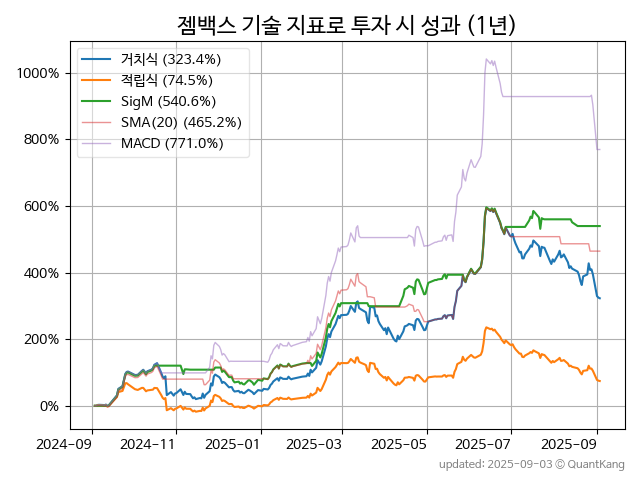 젬백스 기술 지표로 투자 시 성과 (1년)
거치식 (323.4%)
적립식 (74.5%)
SigM (540.6%)
SMA(20) (465.2%)
MACD (771.0%)
1000%
800%
600%
400%
200%
0%
2024-09
2024-11
2025-01
2025-03
2025-05
2025-07
2025-09
updated: 2025-09-03 © QuantKang